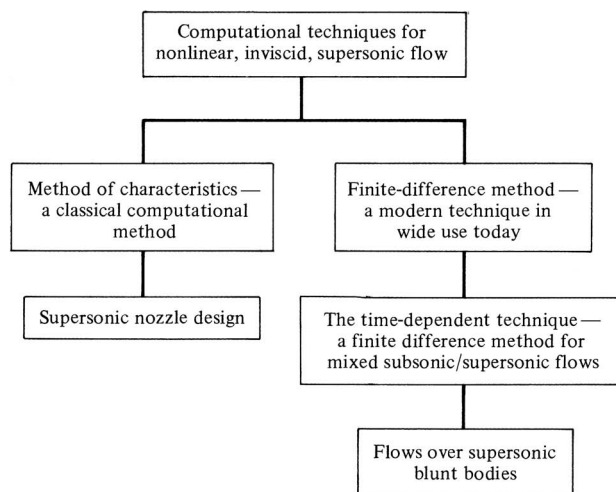 Computational techniques for
nonlinear, inviscid, supersonic flow
Method of characteristics —
a classical computational
method
Finite-difference method —
a modern technique in
wide use today
Supersonic nozzle design
The time-dependent technique —
a finite difference method for
mixed subsonic/supersonic flows
Flows over supersonic
blunt bodies